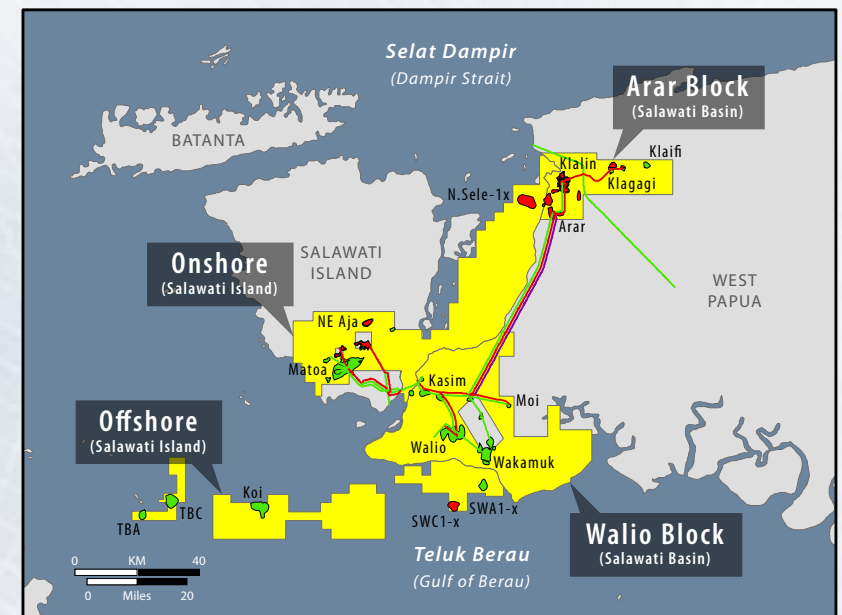 Selat Dampir
(Dampir Strait)
Arar Block
(Salawati Basin)
BATANTA
Klalin
Klaifi
Klagagi
N.Sele-1x
Arar
SALAWATI
ISLAND
Onshore
(Salawati Island)
WEST
PAPUA
NE Aja
Matoa
Kasim
Moi
Offshore
(Salawati Island)
Walio
Wakamuk
Koi
TBC
TBA
SWA1-x
SWC1-x
Walio Block
(Salawati Basin)
Teluk Berau
(Gulf of Berau)
0 KM 40
0 Miles 20